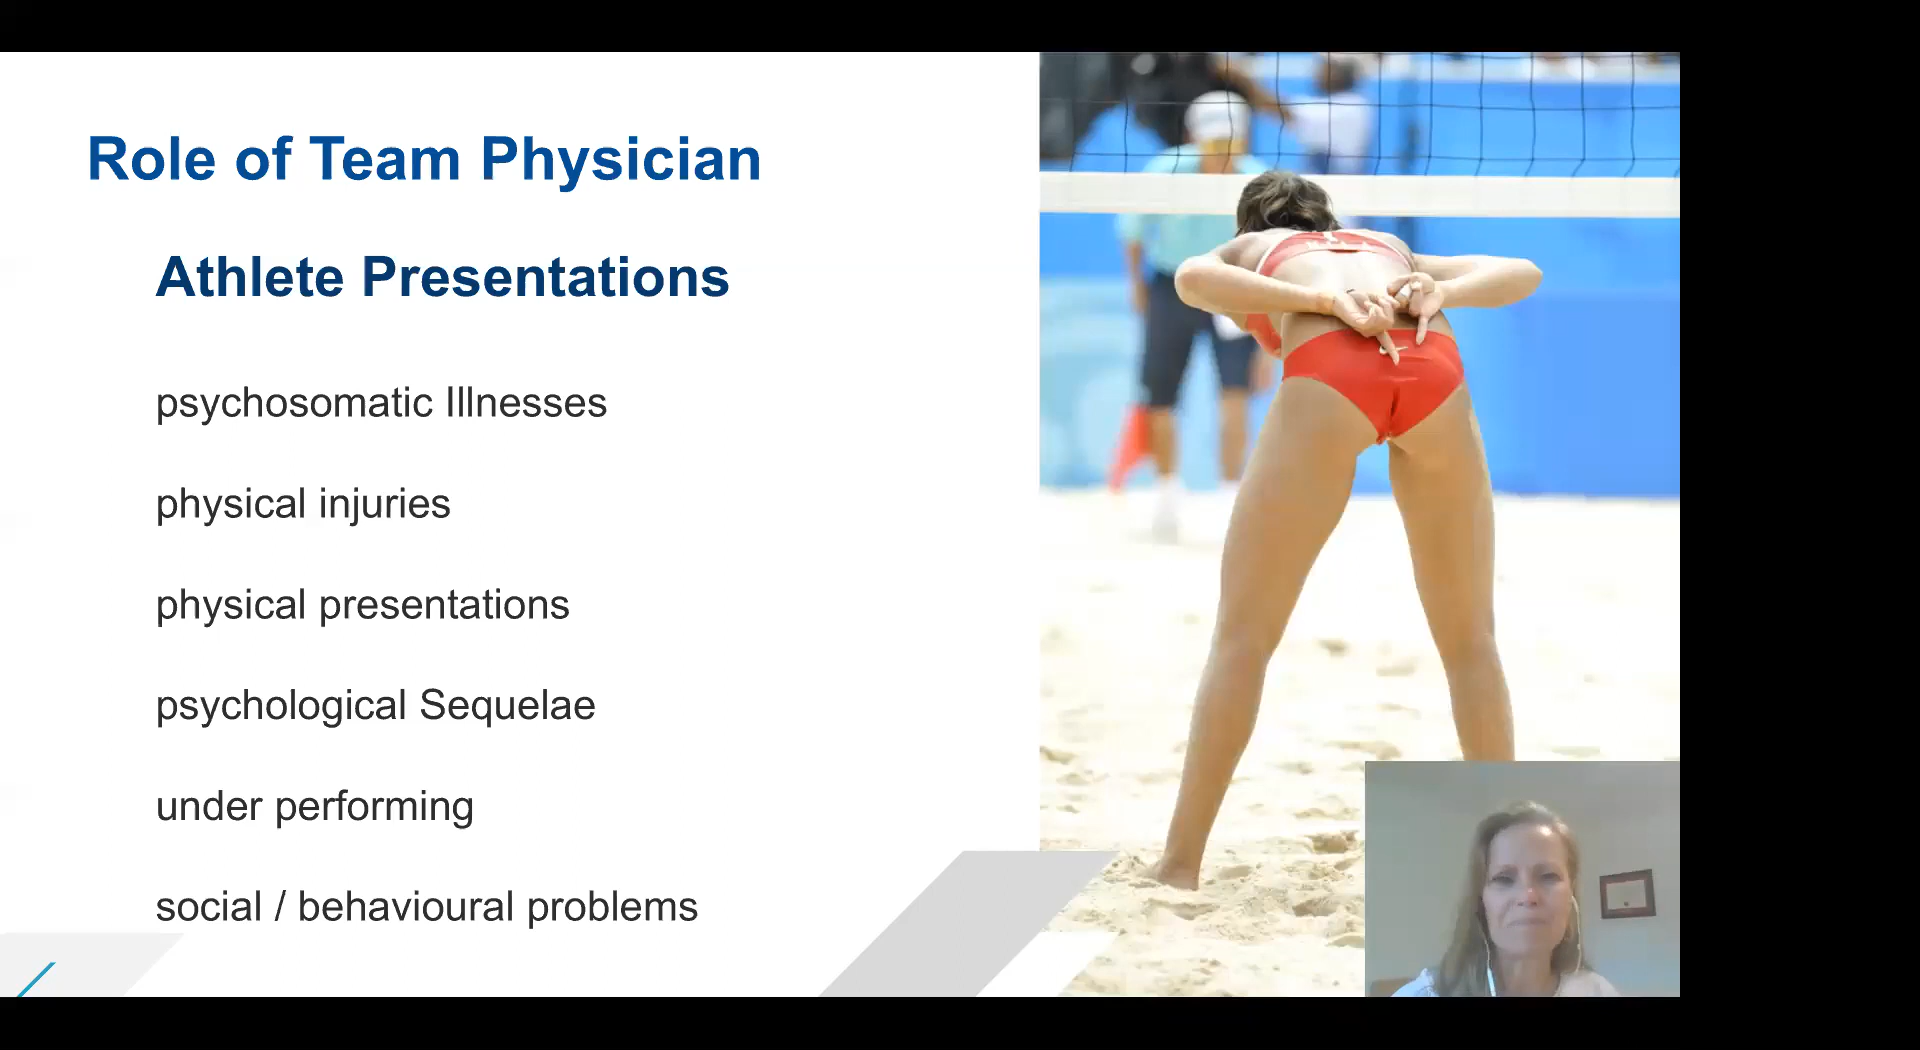 Role of Team Physician
Athlete Presentations
psychosomatic Illnesses
physical injuries
physical presentations
psychological Sequelae
under performing
social / behavioural problems